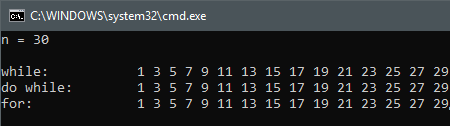 C:\WINDOWS\system32\cmd.exe
n = 30
while: 1 3 5 7 9 11 13 15 17 19 21 23 25 27 29
do while: 1 3 5 7 9 11 13 15 17 19 21 23 25 27 29
for: 1 3 5 7 9 11 13 15 17 19 21 23 25 27 29